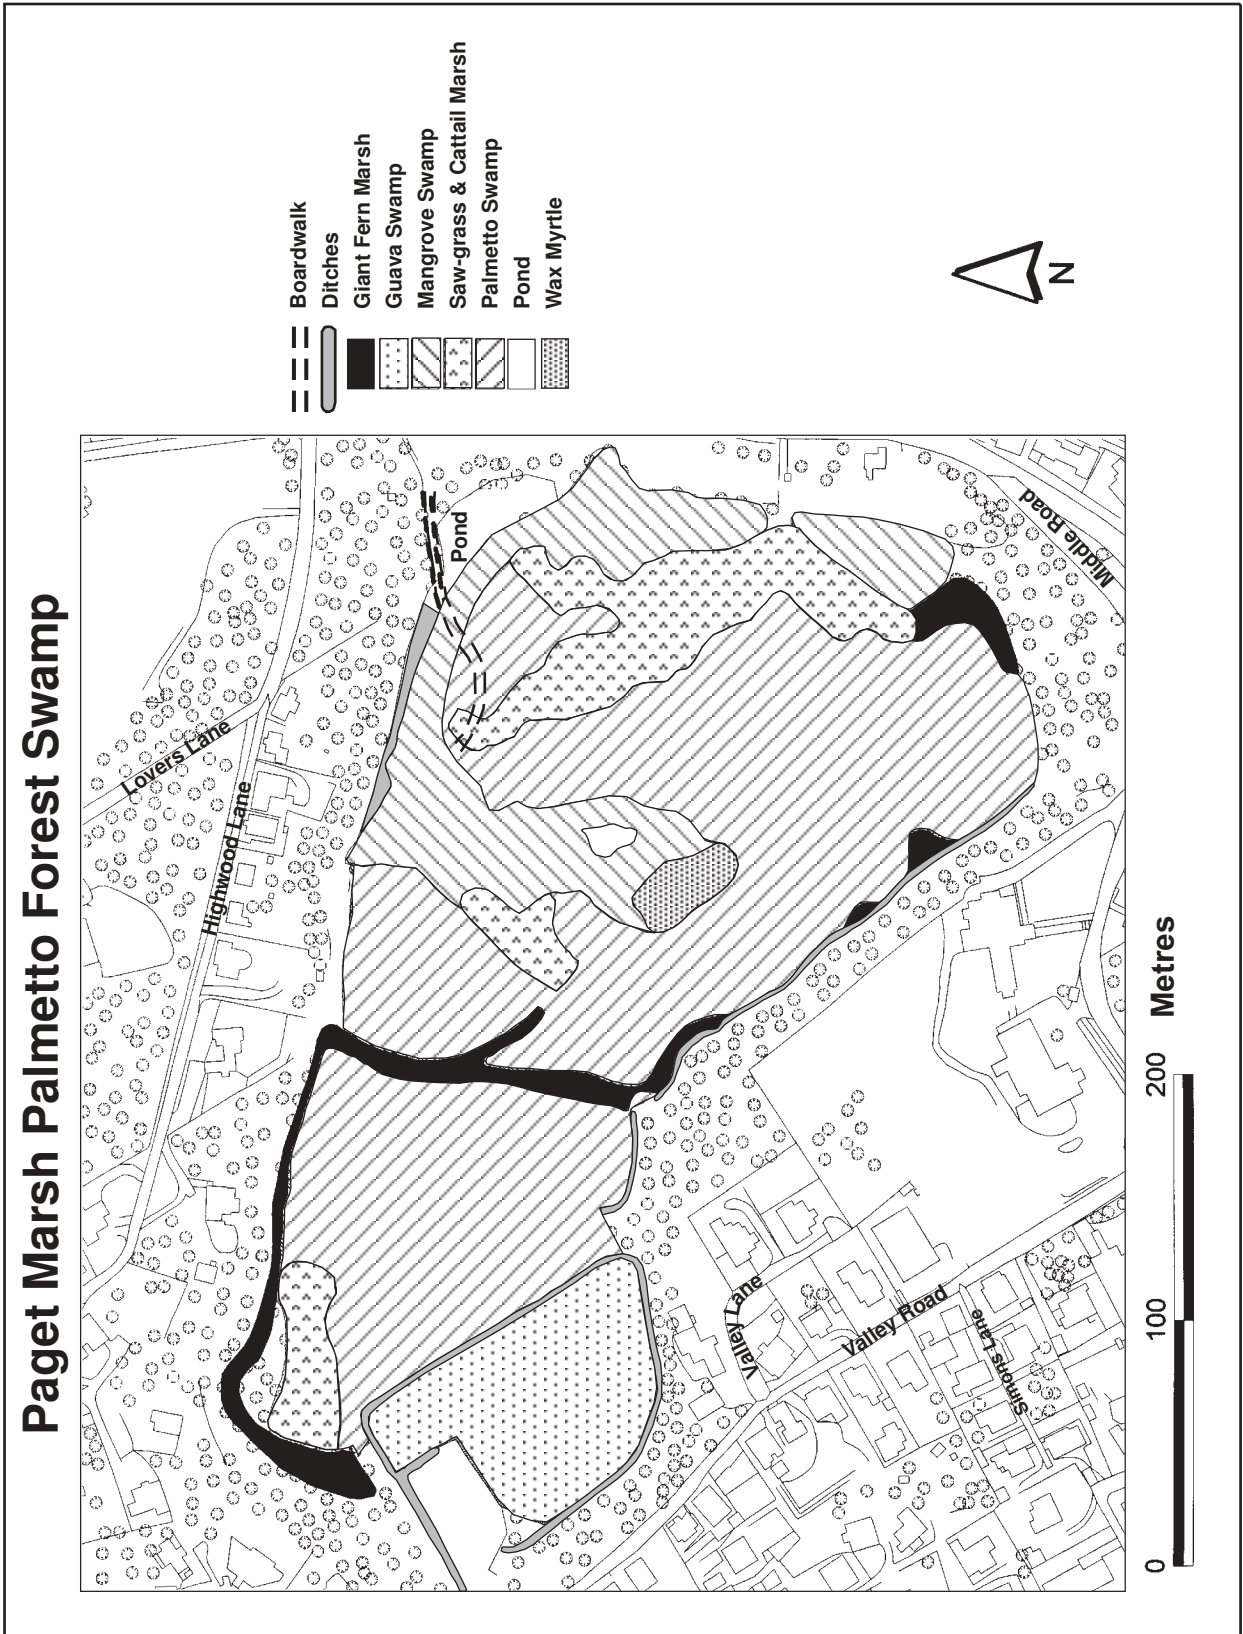 Paget Marsh Palmetto Forest Swamp
Boardwalk
Ditches
Giant Fern Marsh
Guava Swamp
Mangrove Swamp
Saw-grass & Cattail Marsh
Palmetto Swamp
Pond
Wax Myrtle
N
Lovers Lane
Highwood Lane
Pond
Middle Road
Valley Lane
Valley Road
Simons Lane
0 100 200 Metres